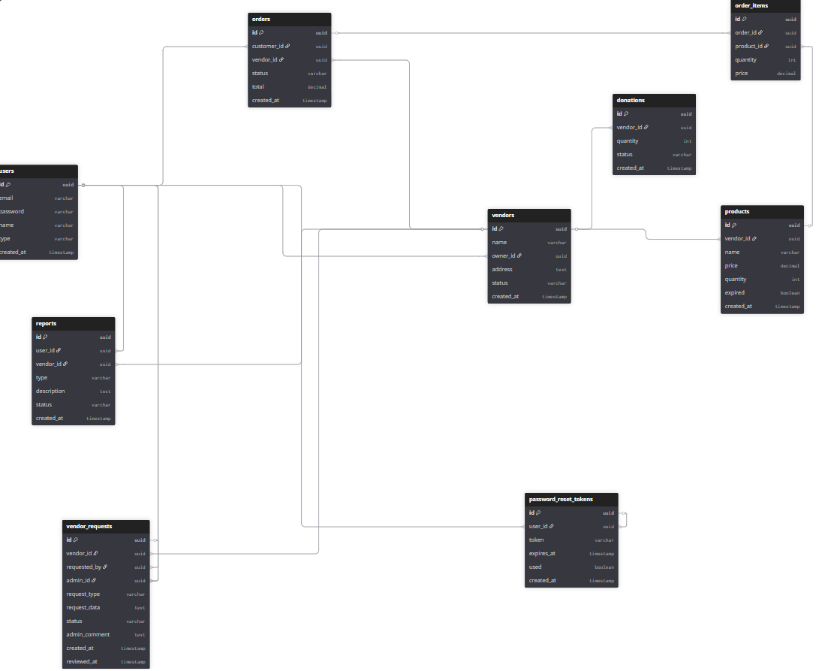 orders
id uuid
customer_id uuid
vendor_id uuid
status varchar
total decimal
created_at timestamp
order_items
id uuid
order_id uuid
product_id uuid
quantity int
price decimal
donations
id uuid
vendor_id uuid
quantity int
status varchar
created_at timestamp
users
id uuid
email varchar
password varchar
name varchar
type varchar
created_at timestamp
vendors
id uuid
name varchar
owner_id uuid
address text
status varchar
created_at timestamp
products
id uuid
vendor_id uuid
name varchar
price decimal
quantity int
expired boolean
created_at timestamp
reports
id uuid
user_id uuid
vendor_id uuid
type varchar
description text
status varchar
created_at timestamp
password_reset_tokens
id uuid
user_id uuid
token varchar
expires_at timestamp
used boolean
created_at timestamp
vendor_requests
id uuid
vendor_id uuid
requested_by uuid
admin_id uuid
request_type varchar
request_data text
status varchar
admin_comment text
created_at timestamp
reviewed_at timestamp